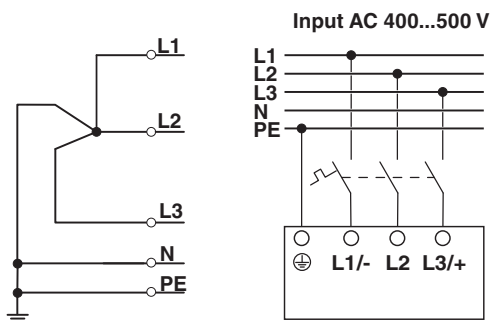 Input AC 400...500 V
L1
L2
L3
N
PE
L1
L2
L3
N
PE
L1/- L2 L3/+